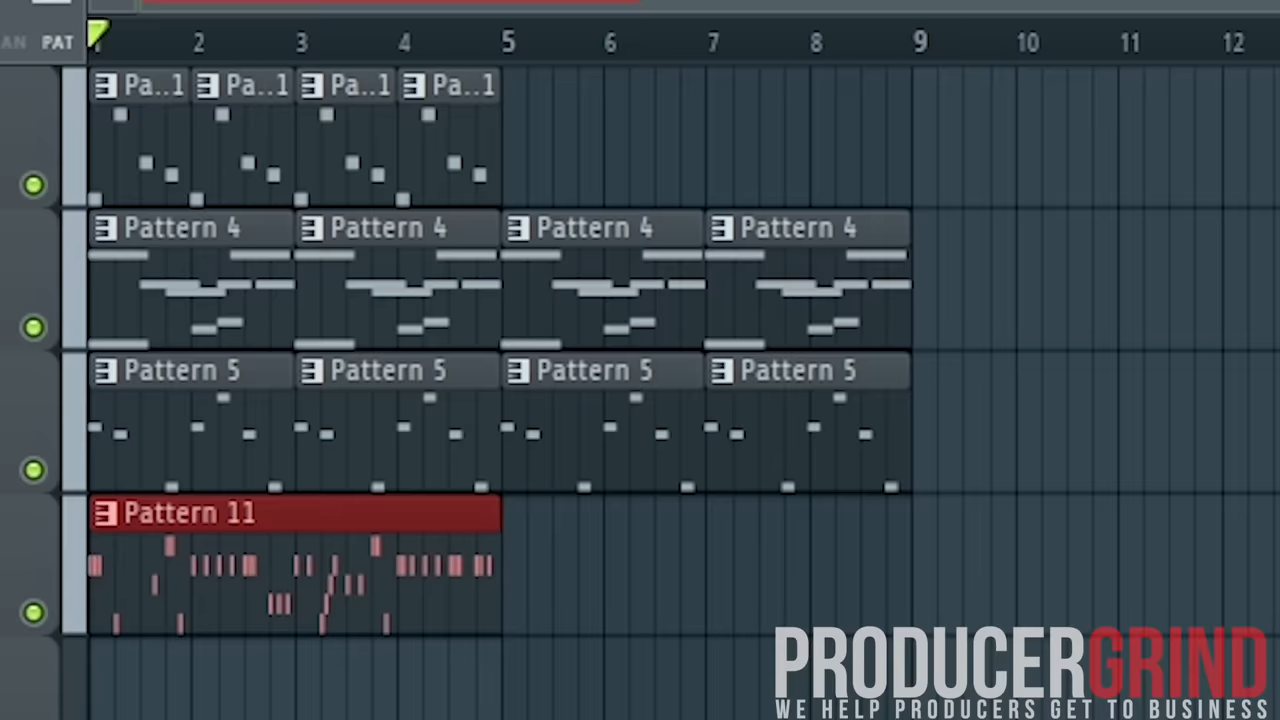 AN PAT 2 3 4 5 6 7 8 9 10 11 12
Pa..1 Pa..1 Pa..1 Pa..1
Pattern 4 Pattern 4 Pattern 4 Pattern 4
Pattern 5 Pattern 5 Pattern 5 Pattern 5
Pattern 11
PRODUCERGRIND
WE HELP PRODUCERS GET TO BUSINESS